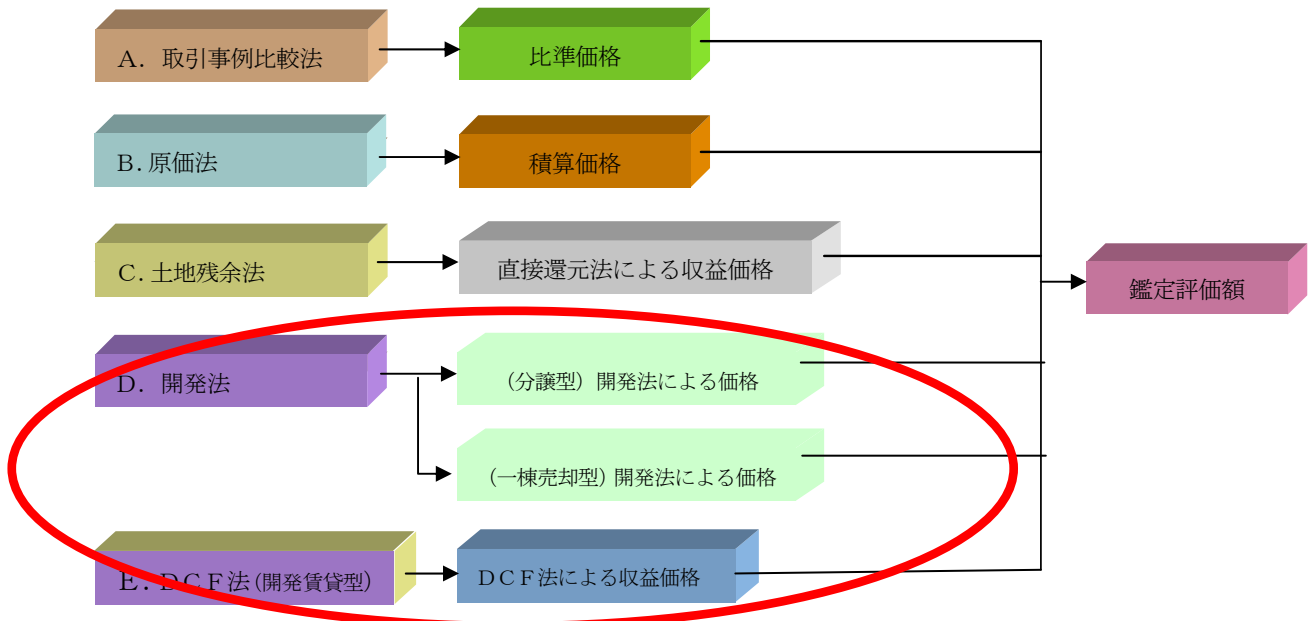 A．取引事例比較法
比準価格
B．原価法
積算価格
C．土地残余法
直接還元法による収益価格
鑑定評価額
D．開発法
（分譲型）開発法による価格
（一棟売却型）開発法による価格
E．DCF法（開発賃貸型）
DCF法による収益価格